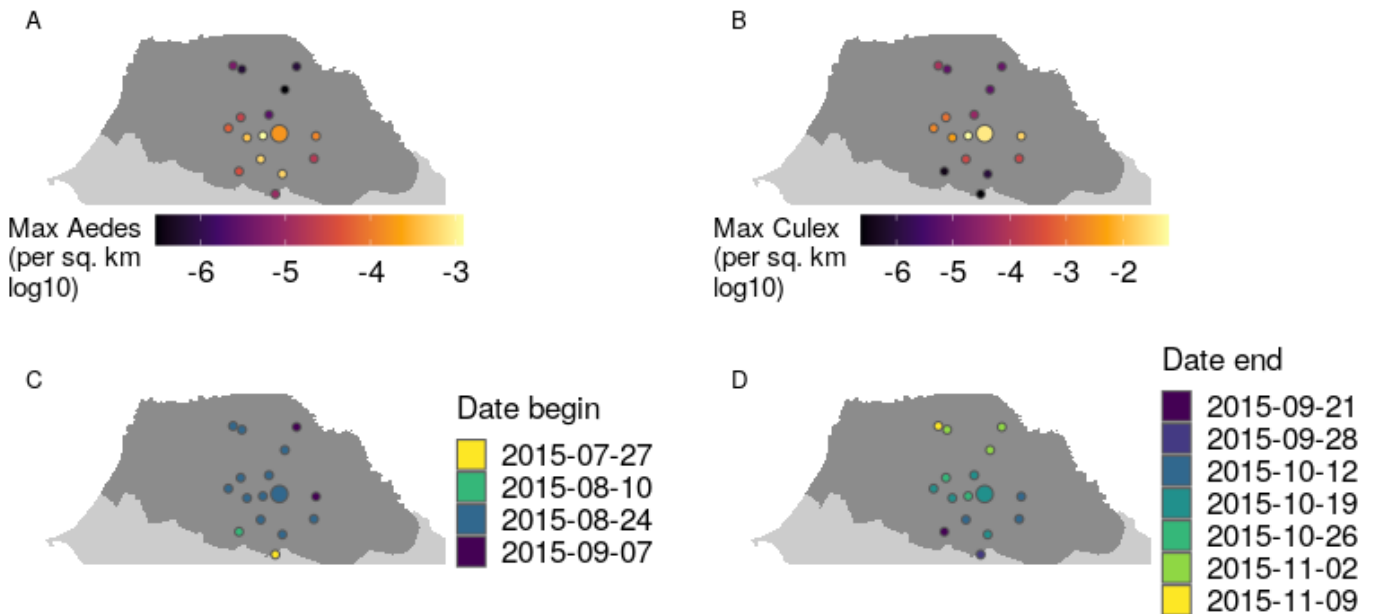 A
Max Aedes
(per sq. km
log10)
-6 -5 -4 -3
B
Max Culex
(per sq. km
log10)
-6 -5 -4 -3 -2
C
Date begin
2015-07-27
2015-08-10
2015-08-24
2015-09-07
D
Date end
2015-09-21
2015-09-28
2015-10-12
2015-10-19
2015-10-26
2015-11-02
2015-11-09